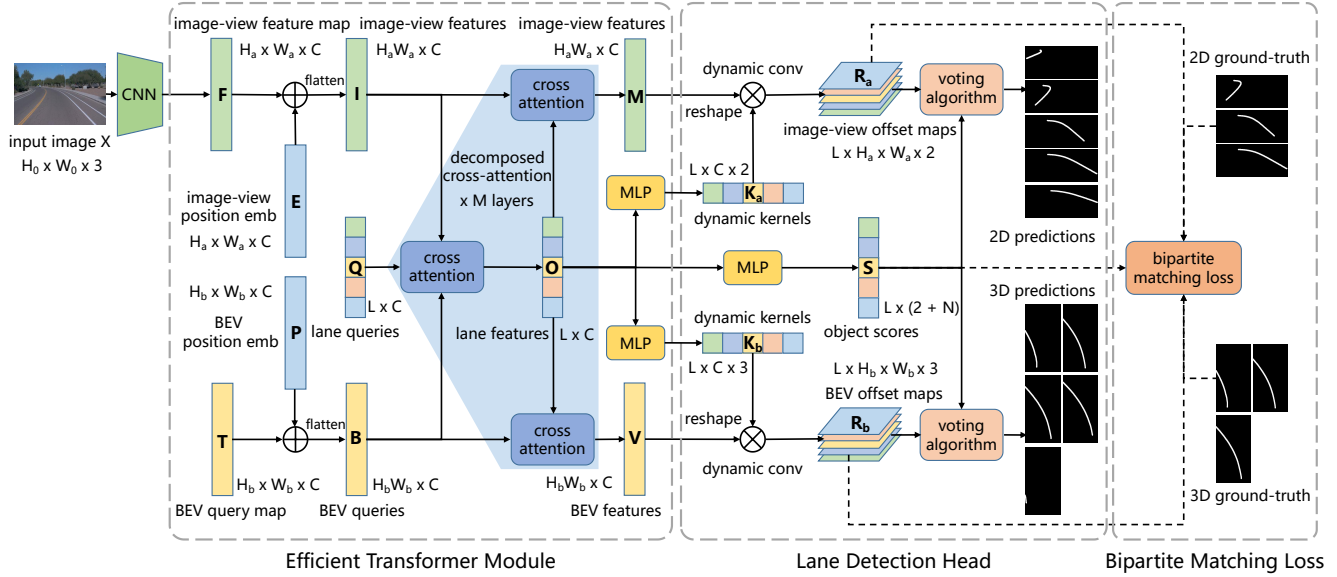 image-view feature map
H_a x W_a x C
image-view features
H_aW_a x C
image-view features
H_aW_a x C
CNN
F
flatten
I
cross
attention
M
input image X
H_0 x W_0 x 3
E
image-view
position emb
H_a x W_a x C
decomposed
cross-attention
x M layers
Q
L x C
lane queries
cross
attention
O
L x C
lane features
H_b x W_b x C
BEV
position emb
P
T
flatten
B
cross
attention
V
H_b x W_b x C
BEV query map
H_bW_b x C
BEV queries
H_bW_b x C
BEV features
Efficient Transformer Module
dynamic conv
reshape
R_a
image-view offset maps
L x H_a x W_a x 2
voting
algorithm
2D predictions
MLP
L x C x 2
K_a
dynamic kernels
MLP
S
L x (2 + N)
object scores
MLP
dynamic kernels
K_b
L x C x 3
reshape
dynamic conv
L x H_b x W_b x 3
BEV offset maps
R_b
voting
algorithm
3D predictions
Lane Detection Head
2D ground-truth
bipartite
matching loss
3D ground-truth
Bipartite Matching Loss